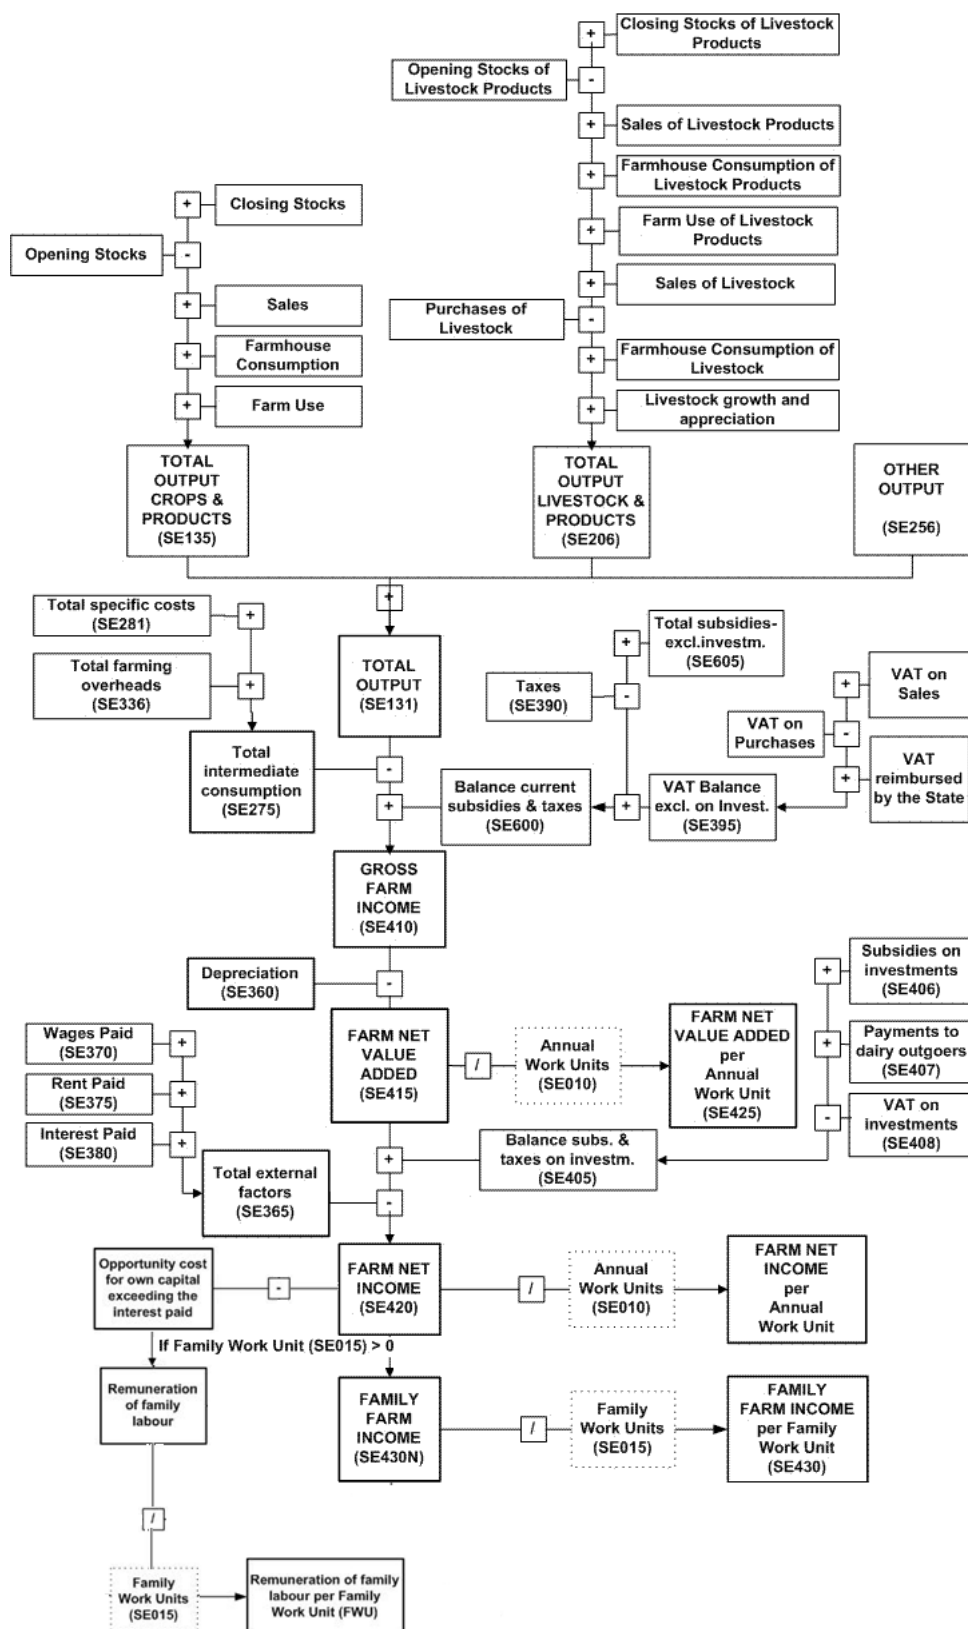 Closing Stocks of Livestock
Products
+
Opening Stocks of
Livestock Products
-
+
Sales of Livestock Products
+
Farmhouse Consumption of
Livestock Products
+
Farm Use of Livestock
Products
+
Sales of Livestock
Purchases of
Livestock
-
+
Farmhouse Consumption of
Livestock
+
Livestock growth and
appreciation
+
Closing Stocks
Opening Stocks
-
+
Sales
+
Farmhouse
Consumption
+
Farm Use
TOTAL
OUTPUT
CROPS &
PRODUCTS
(SE135)
TOTAL
OUTPUT
LIVESTOCK &
PRODUCTS
(SE206)
OTHER
OUTPUT
(SE256)
Total specific costs
(SE281)
+
Total farming
overheads
(SE336)
+
+
TOTAL
OUTPUT
(SE131)
Total
intermediate
consumption
(SE275)
-
+
Total subsidies-
excl.investm.
(SE605)
+
Taxes
(SE390)
-
VAT on
Sales
+
VAT on
Purchases
-
VAT
reimbursed
by the State
+
Balance current
subsidies & taxes
(SE600)
+
VAT Balance
excl. on Invest.
(SE395)
GROSS
FARM
INCOME
(SE410)
Depreciation
(SE360)
-
FARM NET
VALUE
ADDED
(SE415)
/
Annual
Work Units
(SE010)
FARM NET
VALUE ADDED
per
Annual
Work Unit
(SE425)
+
Subsidies on
investments
(SE406)
+
Payments to
dairy outgoers
(SE407)
-
VAT on
investments
(SE408)
Wages Paid
(SE370)
+
Rent Paid
(SE375)
+
Interest Paid
(SE380)
+
+
Balance subs. &
taxes on investm.
(SE405)
Total external
factors
(SE365)
-
Opportunity cost
for own capital
exceeding the
interest paid
-
FARM NET
INCOME
(SE420)
/
Annual
Work Units
(SE010)
FARM NET
INCOME
per
Annual
Work Unit
If Family Work Unit (SE015) > 0
Remuneration
of family
labour
FAMILY
FARM
INCOME
(SE430N)
/
Family
Work Units
(SE015)
FAMILY
FARM INCOME
per Family
Work Unit
(SE430)
/
Family
Work Units
(SE015)
Remuneration of family
labour per Family
Work Unit (FWU)